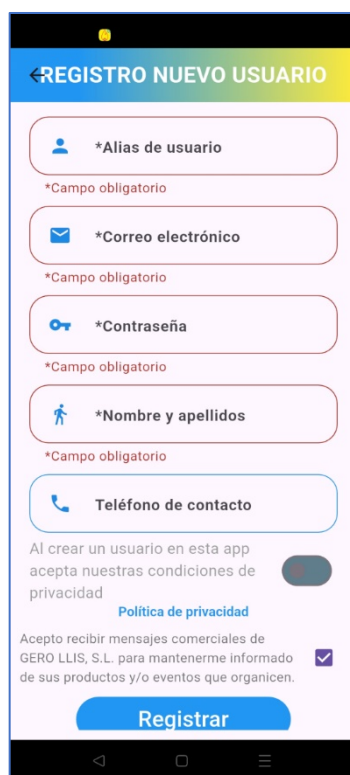 REGISTRO NUEVO USUARIO
*Alias de usuario
*Campo obligatorio
*Correo electrónico
*Campo obligatorio
*Contraseña
*Campo obligatorio
*Nombre y apellidos
*Campo obligatorio
Teléfono de contacto
Al crear un usuario en esta app
acepta nuestras condiciones de
privacidad
Política de privacidad
Acepto recibir mensajes comerciales de
GERO LLIS, S.L. para mantenerme informado
de sus productos y/o eventos que organicen.
Registrar